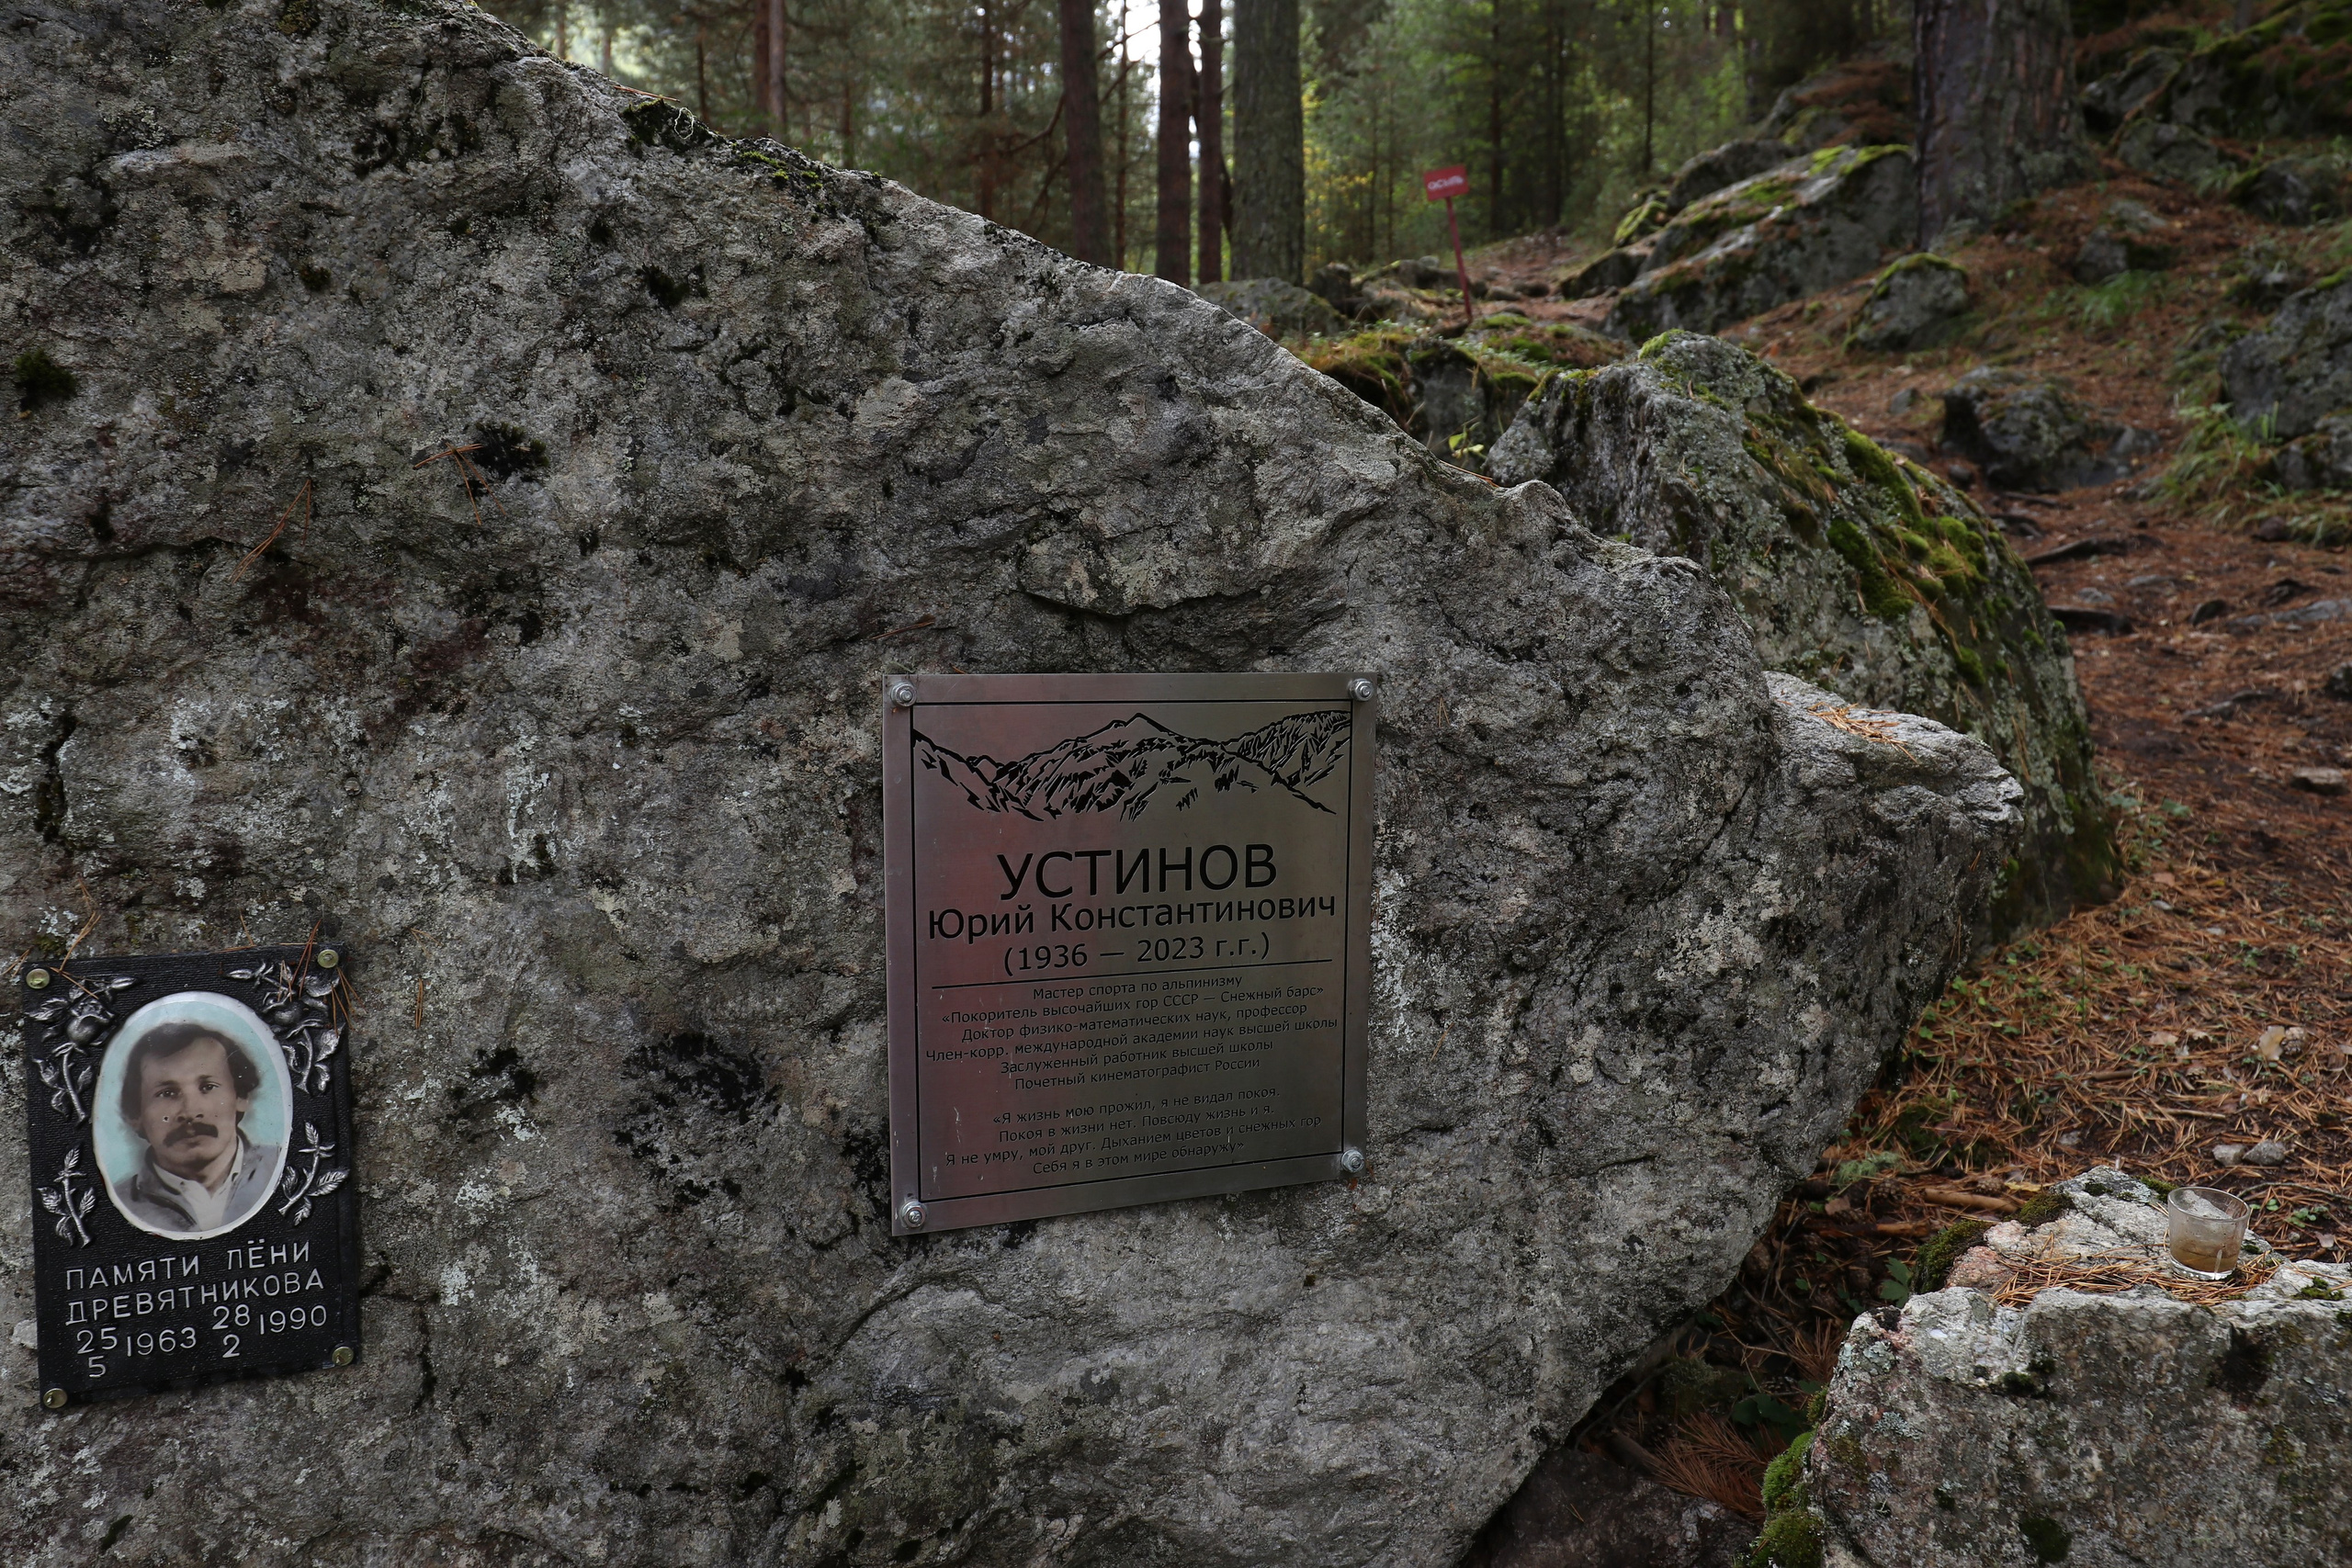 УСТИНОВ
Юрий Константинович
(1936 — 2023 г.г.)
Мастер спорта по альпинизму
«Покоритель высочайших гор СССР — Снежный барс»
Доктор физико-математических наук, профессор
Член-корр. международной академии наук высшей школы
Заслуженный работник высшей школы
Почетный кинематографист России
«Я жизнь мою прожил, я не видал покоя.
Покоя в жизни нет. Повсюду жизнь и я.
Я не умру, мой друг. Дыханием цветов и снежных гор
Себя я в этом мире обнаружу"
ПАМЯТИ ЛЁНИ
ДРЕВЯТНИКОВА
25 1963 28 1990
5 2